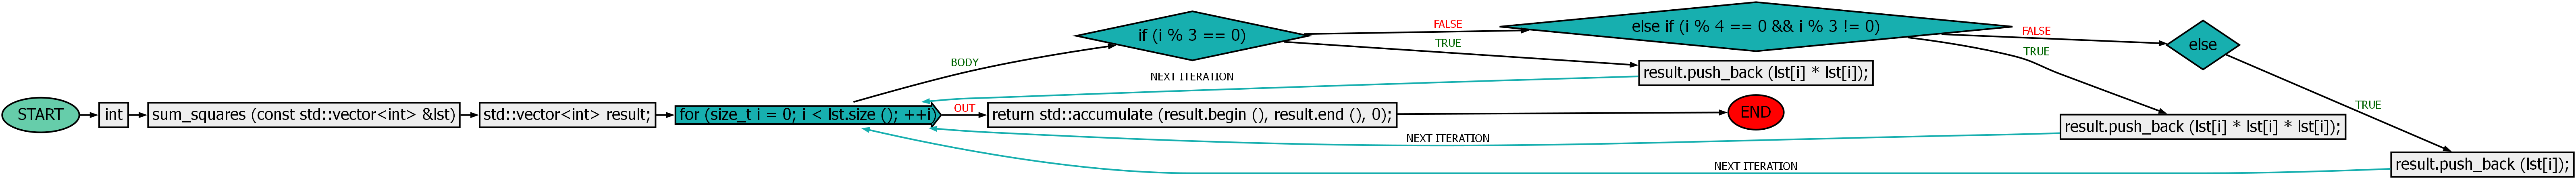 START
int
sum_squares (const std::vector<int> &lst)
std::vector<int> result;
for (size_t i = 0; i < lst.size (); ++i)
BODY
if (i % 3 == 0)
FALSE
TRUE
else if (i % 4 == 0 && i % 3 != 0)
FALSE
TRUE
else
TRUE
result.push_back (lst[i] * lst[i]);
NEXT ITERATION
OUT
return std::accumulate (result.begin (), result.end (), 0);
END
result.push_back (lst[i] * lst[i] * lst[i]);
NEXT ITERATION
result.push_back (lst[i]);
NEXT ITERATION